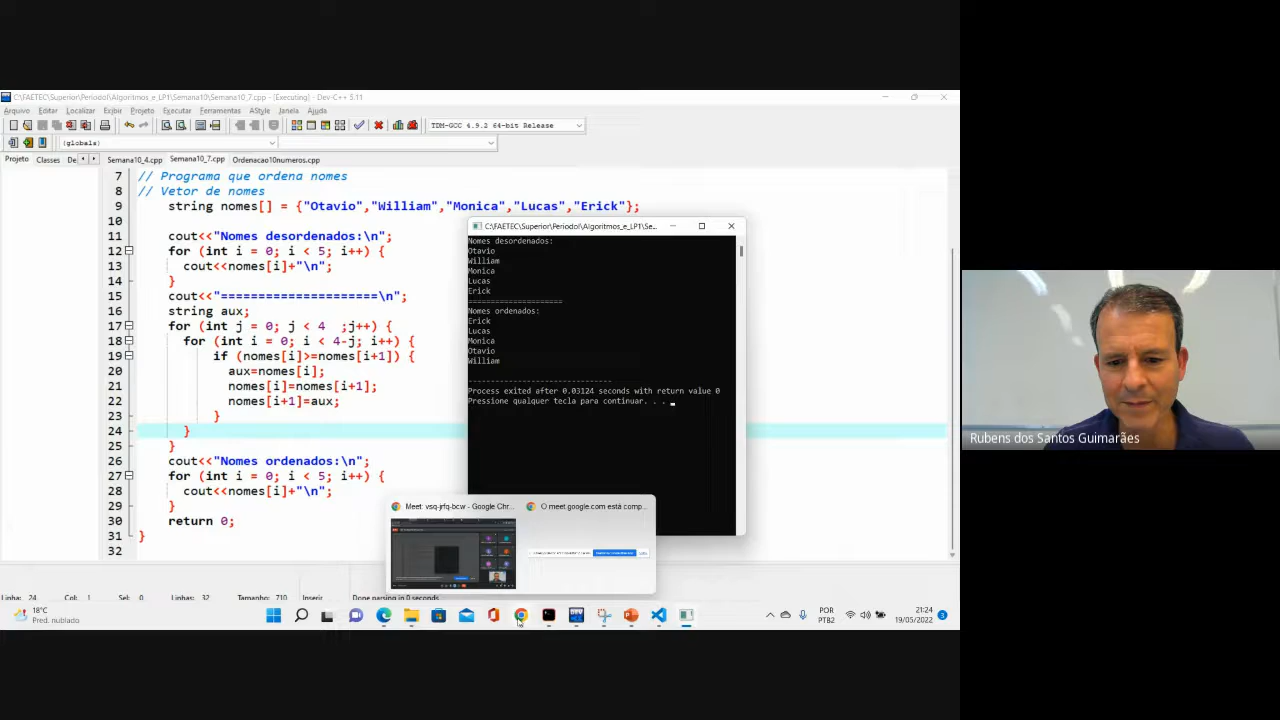 C:\FAETEC\Superior\PeriodoI\Algoritmos_e_LP1\Semana10\Semana10_7.cpp - [Executing] - Dev-C++ 5.11
Arquivo Editar Localizar Exibir Projeto Executar Ferramentas AStyle Janela Ajuda
TDM-GCC 4.9.2 64-bit Release
(globals)
Projeto Classes De Semana10_4.cpp Semana10_7.cpp Ordenacao10numeros.cpp
7 // Programa que ordena nomes
8 // Vetor de nomes
9 string nomes[] = {"Otavio","William","Monica","Lucas","Erick"};
10
11 cout<<"Nomes desordenados:\n";
12 for (int i = 0; i < 5; i++) {
13 cout<<nomes[i]+"\n";
14 }
15 cout<<"=====================\n";
16 string aux;
17 for (int j = 0; j < 4 ;j++) {
18 for (int i = 0; i < 4-j; i++) {
19 if (nomes[i]>=nomes[i+1]) {
20 aux=nomes[i];
21 nomes[i]=nomes[i+1];
22 nomes[i+1]=aux;
23 }
24 }
25 }
26 cout<<"Nomes ordenados:\n";
27 for (int i = 0; i < 5; i++) {
28 cout<<nomes[i]+"\n";
29 }
30 return 0;
31 }
32
C:\FAETEC\Superior\PeriodoI\Algoritmos_e_LP1\Se...
Nomes desordenados:
Otavio
William
Monica
Lucas
Erick
=====================
Nomes ordenados:
Erick
Lucas
Monica
Otavio
William
--------------------------------
Process exited after 0.03124 seconds with return value 0
Pressione qualquer tecla para continuar. . .
Meet: vsq-jrfq-bcw - Google Chr...
O meet.google.com está comp...
Linha: 24 Col.: 1 Sel.: 0 Linhas: 32 Tamanho: 710 Inserir Done parsing in 0 seconds
18°C
Pred. nublado
POR
PTB2
21:24
19/05/2022
3
Rubens dos Santos Guimarães